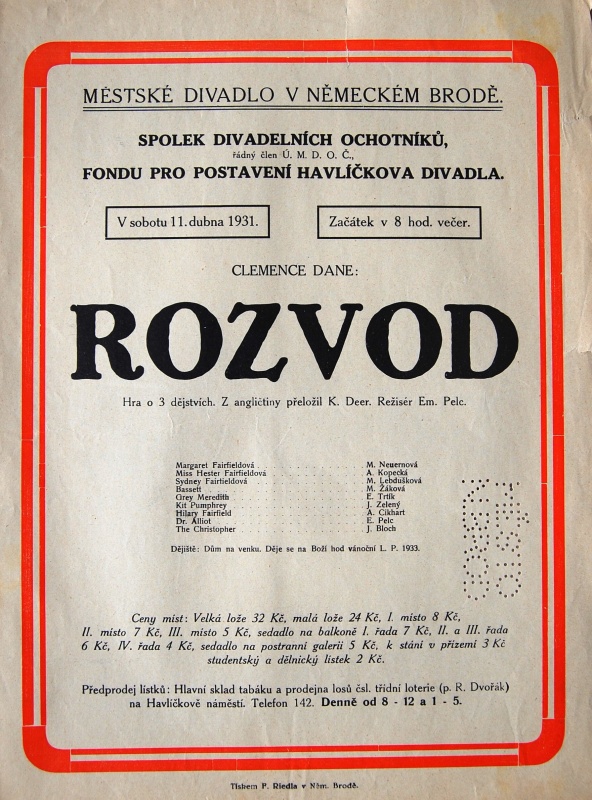 MĚSTSKÉ DIVADLO V NĚMECKÉM BRODĚ.
SPOLEK DIVADELNÍCH OCHOTNÍKŮ,
řádný člen Ú. M. D. O. Č.,
FONDU PRO POSTAVENÍ HAVLÍČKOVA DIVADLA.
V sobotu 11. dubna 1931.
Začátek v 8 hod. večer.
CLEMENCE DANE:
ROZVOD
Hra o 3 dějstvích. Z angličtiny přeložil K. Deer. Režisér Em. Pelc.
Margaret Fairfieldová . . . . . . . . M. Neuernová
Miss Hester Fairfieldová . . . . . . . . A. Kopecká
Sydney Fairfieldová . . . . . . . . M. Lebdušková
Bassett . . . . . . . . M. Žáková
Grey Meredith . . . . . . . . E. Trtík
Kit Pumphrey . . . . . . . . J. Zelený
Hilary Fairfield . . . . . . . . A. Cikhart
Dr. Alliot . . . . . . . . E. Pelc
The Christopher . . . . . . . . J. Bloch
Dějiště: Dům na venku. Děje se na Boží hod vánoční L. P. 1933.
Ceny míst: Velká lože 32 Kč, malá lože 24 Kč, I. místo 8 Kč,
II. místo 7 Kč, III. místo 5 Kč, sedadlo na balkoně I. řada 7 Kč, II. a III. řada
6 Kč, IV. řada 4 Kč, sedadlo na postranní galerii 5 Kč, k stání v přízemí 3 Kč
studentský a dělnický lístek 2 Kč.
Předprodej lístků: Hlavní sklad tabáku a prodejna losů čsl. třídní loterie (p. R. Dvořák)
na Havlíčkově náměstí. Telefon 142. Denně od 8 - 12 a 1 - 5.
Tiskem P. Riedla v Něm. Brodě.